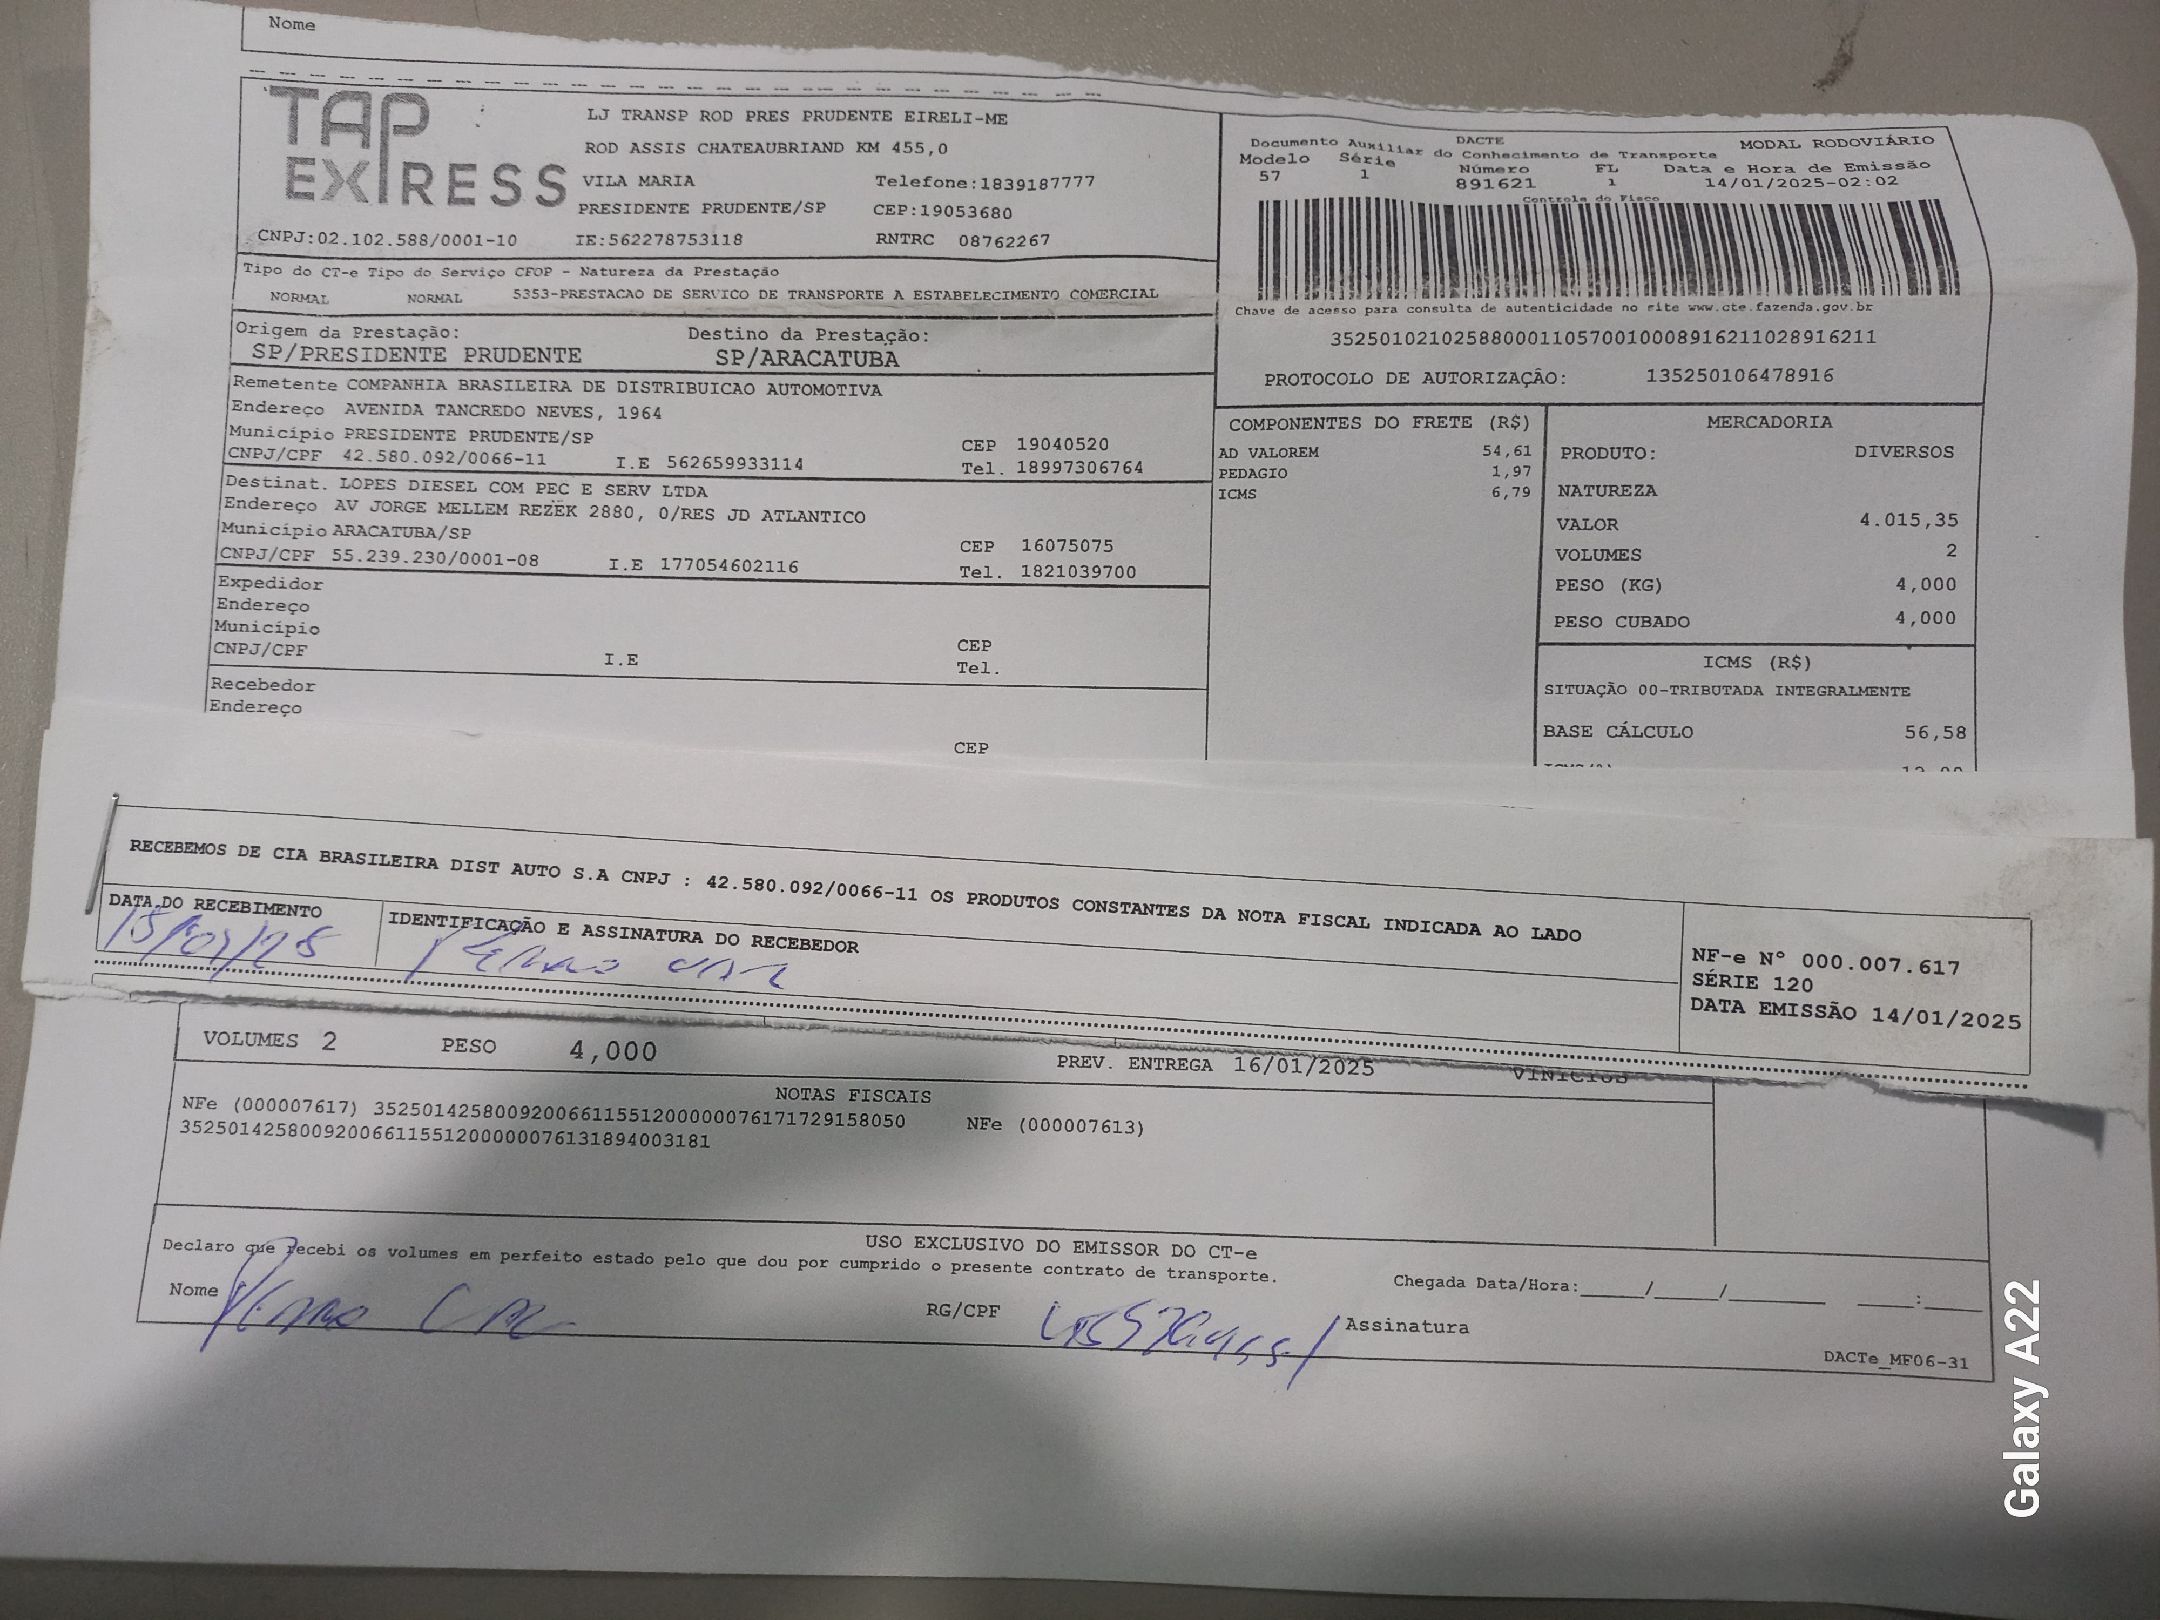 Nome
TAP EXPRESS
LJ TRANSP ROD PRES PRUDENTE EIRELI-ME
ROD ASSIS CHATEAUBRIAND KM 455,0
VILA MARIA Telefone:1839187777
PRESIDENTE PRUDENTE/SP CEP:19053680
CNPJ:02.102.588/0001-10 IE:562278753118 RNTRC 08762267
Tipo do CT-e Tipo do Serviço CFOP - Natureza da Prestação
NORMAL NORMAL 5353-PRESTACAO DE SERVICO DE TRANSPORTE A ESTABELECIMENTO COMERCIAL
Origem da Prestação: Destino da Prestação:
SP/PRESIDENTE PRUDENTE SP/ARACATUBA
Remetente COMPANHIA BRASILEIRA DE DISTRIBUICAO AUTOMOTIVA
Endereço AVENIDA TANCREDO NEVES, 1964
Município PRESIDENTE PRUDENTE/SP CEP 19040520
CNPJ/CPF 42.580.092/0066-11 I.E 562659933114 Tel. 18997306764
Destinat. LOPES DIESEL COM PEC E SERV LTDA
Endereço AV JORGE MELLEM REZEK 2880, 0/RES JD ATLANTICO
Município ARACATUBA/SP CEP 16075075
CNPJ/CPF 55.239.230/0001-08 I.E 177054602116 Tel. 1821039700
Expedidor
Endereço
Município CEP
CNPJ/CPF I.E Tel.
Recebedor
Endereço
CEP
DACTE MODAL RODOVIÁRIO
Documento Auxiliar do Conhecimento de Transporte
Modelo Série Número FL Data e Hora de Emissão
57 1 891621 1 14/01/2025-02:02
Controle do Fisco
Chave de acesso para consulta de autenticidade no site www.cte.fazenda.gov.br
35250102102588000110570010008916211028916211
PROTOCOLO DE AUTORIZAÇÃO: 135250106478916
COMPONENTES DO FRETE (R$)
AD VALOREM 54,61
PEDAGIO 1,97
ICMS 6,79
MERCADORIA
PRODUTO: DIVERSOS
NATUREZA
VALOR 4.015,35
VOLUMES 2
PESO (KG) 4,000
PESO CUBADO 4,000
ICMS (R$)
SITUAÇÃO 00-TRIBUTADA INTEGRALMENTE
BASE CÁLCULO 56,58
RECEBEMOS DE CIA BRASILEIRA DIST AUTO S.A CNPJ : 42.580.092/0066-11 OS PRODUTOS CONSTANTES DA NOTA FISCAL INDICADA AO LADO
DATA DO RECEBIMENTO IDENTIFICAÇÃO E ASSINATURA DO RECEBEDOR
15/01/25
NF-e N° 000.007.617
SÉRIE 120
DATA EMISSÃO 14/01/2025
VOLUMES 2 PESO 4,000 PREV. ENTREGA 16/01/2025 VINICIUS
NOTAS FISCAIS
NFe (000007617) 35250142580092006611551200000076171729158050 NFe (000007613)
35250142580092006611551200000076131894003181
USO EXCLUSIVO DO EMISSOR DO CT-e
Declaro que recebi os volumes em perfeito estado pelo que dou por cumprido o presente contrato de transporte.
Chegada Data/Hora:_____/_____/_______ ____:____
Nome RG/CPF Assinatura
DACTe_MF06-31
Galaxy A22